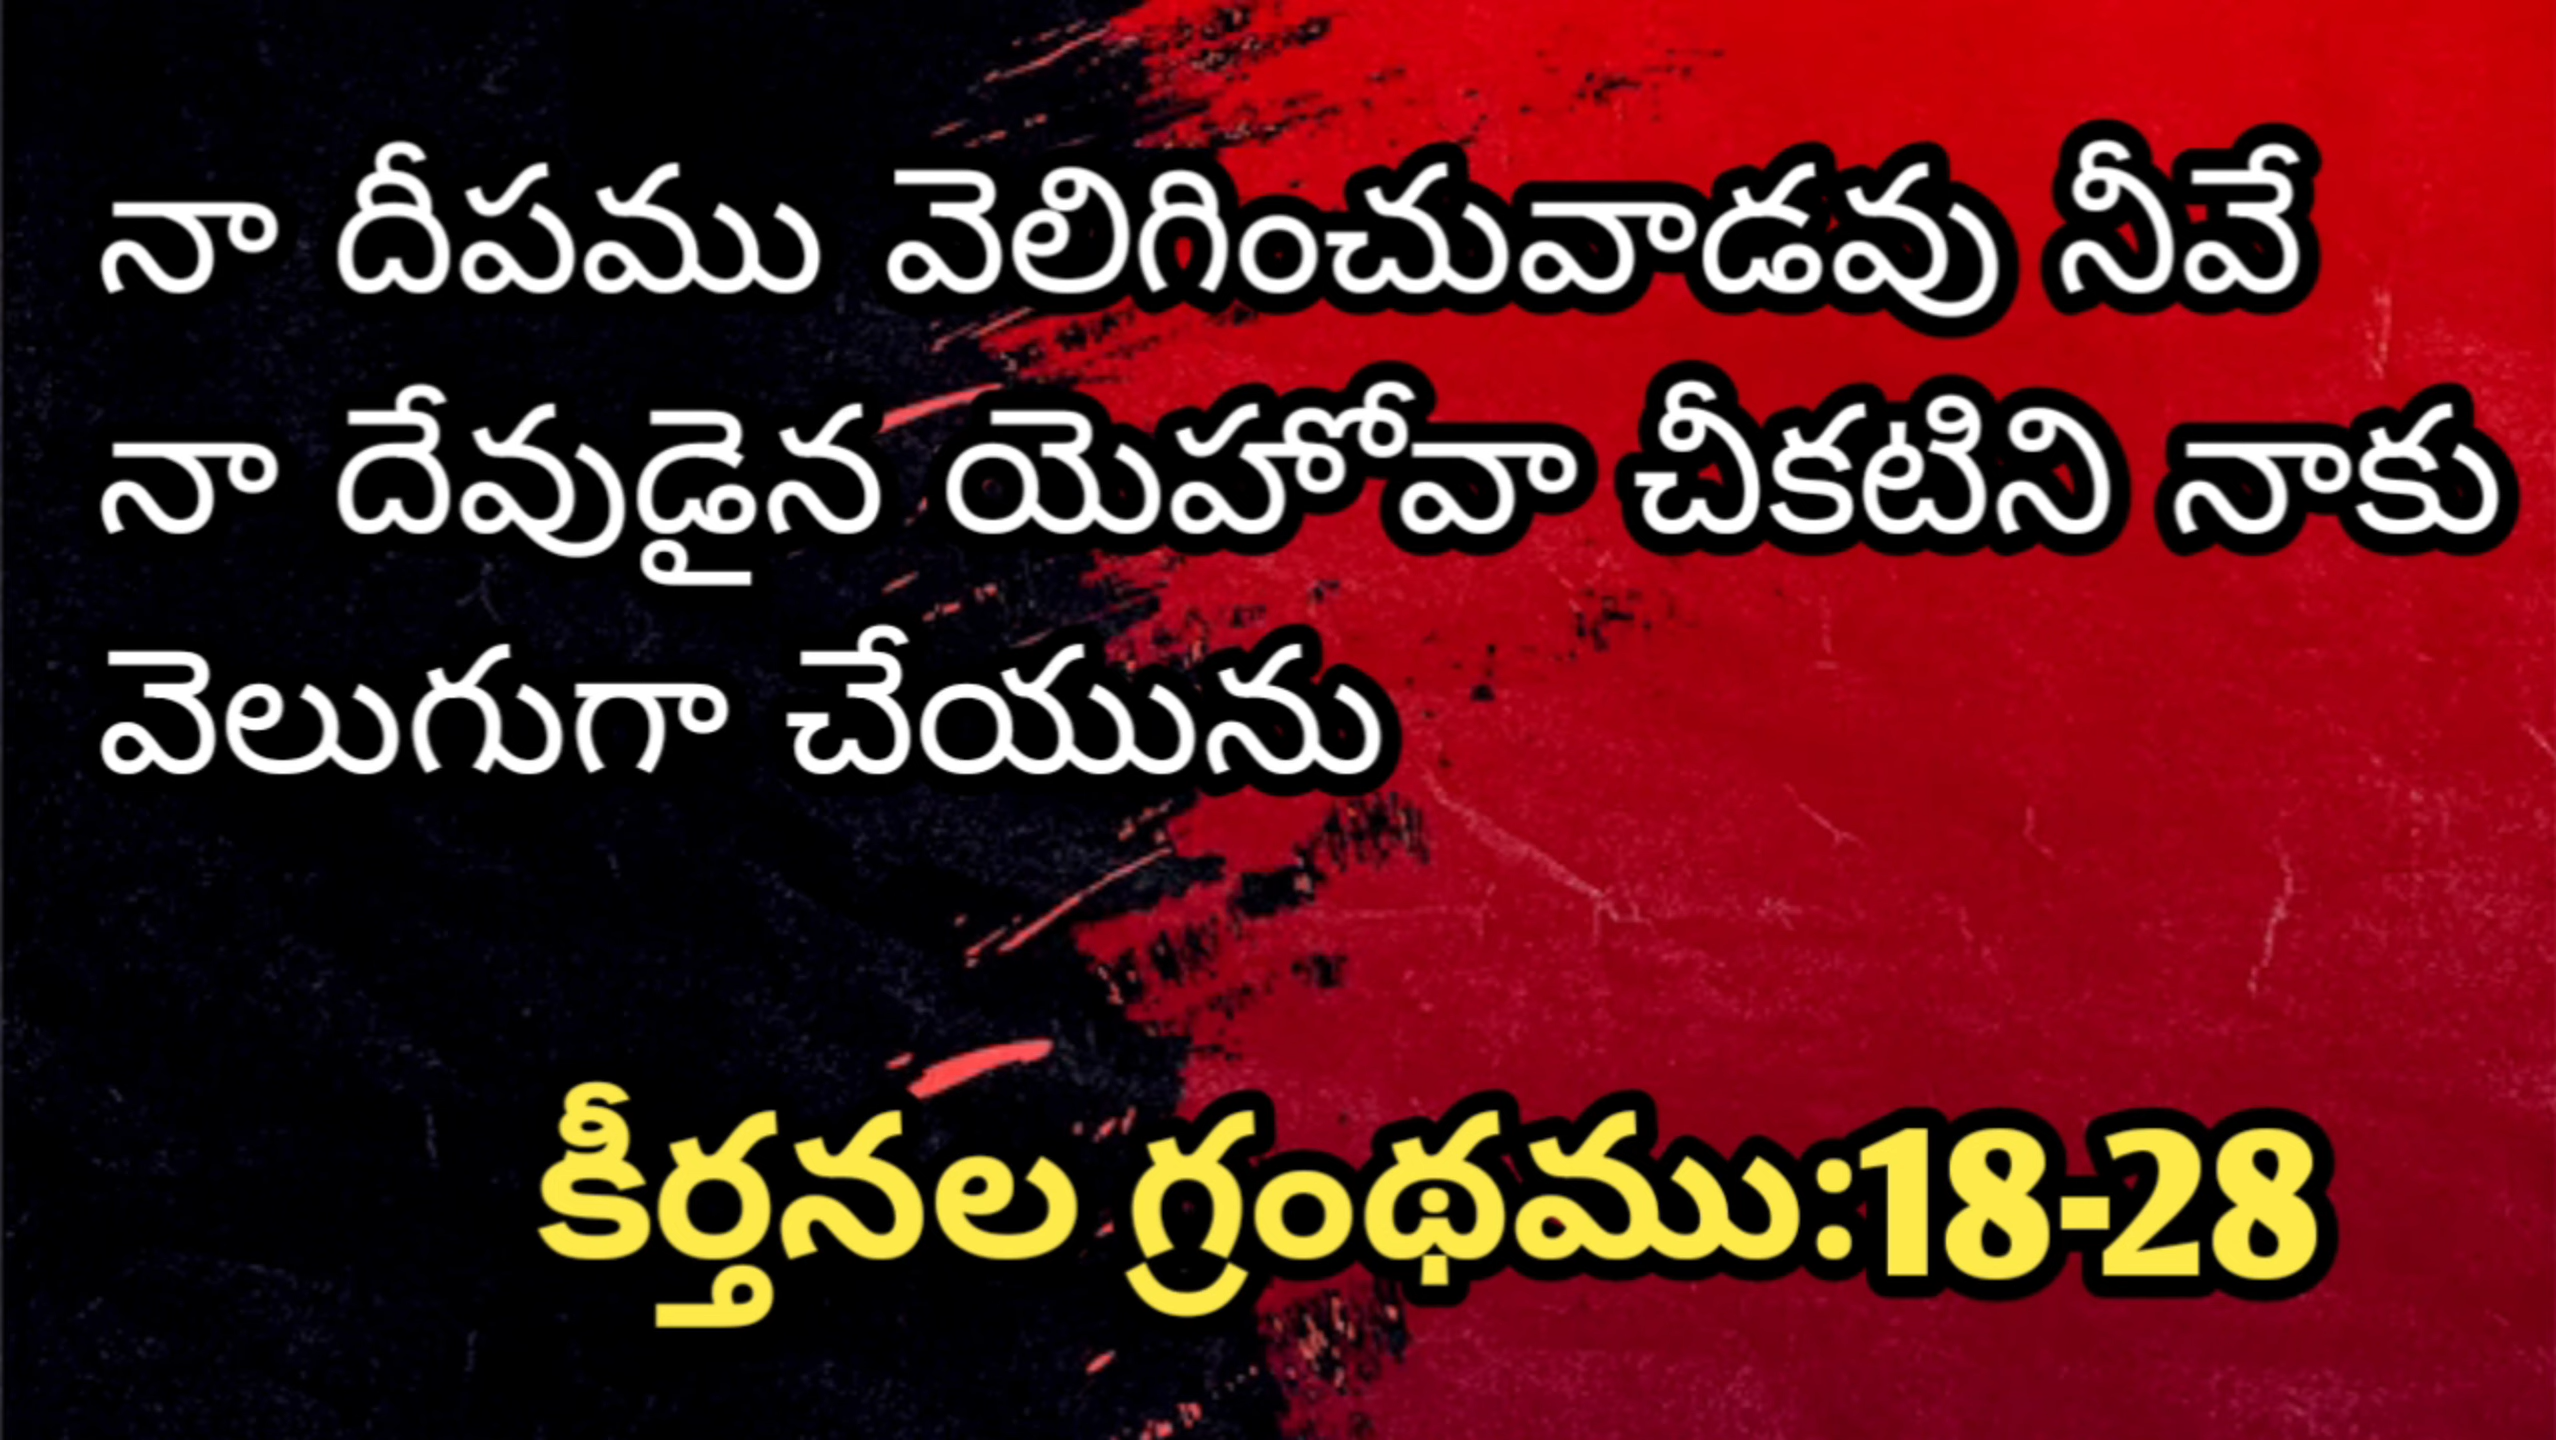 నా దీపము వెలిగించువాడవు నీవే
నా దేవుడైన యెహోవా చీకటిని నాకు
వెలుగుగా చేయును
కీర్తనల గ్రంథము:18-28